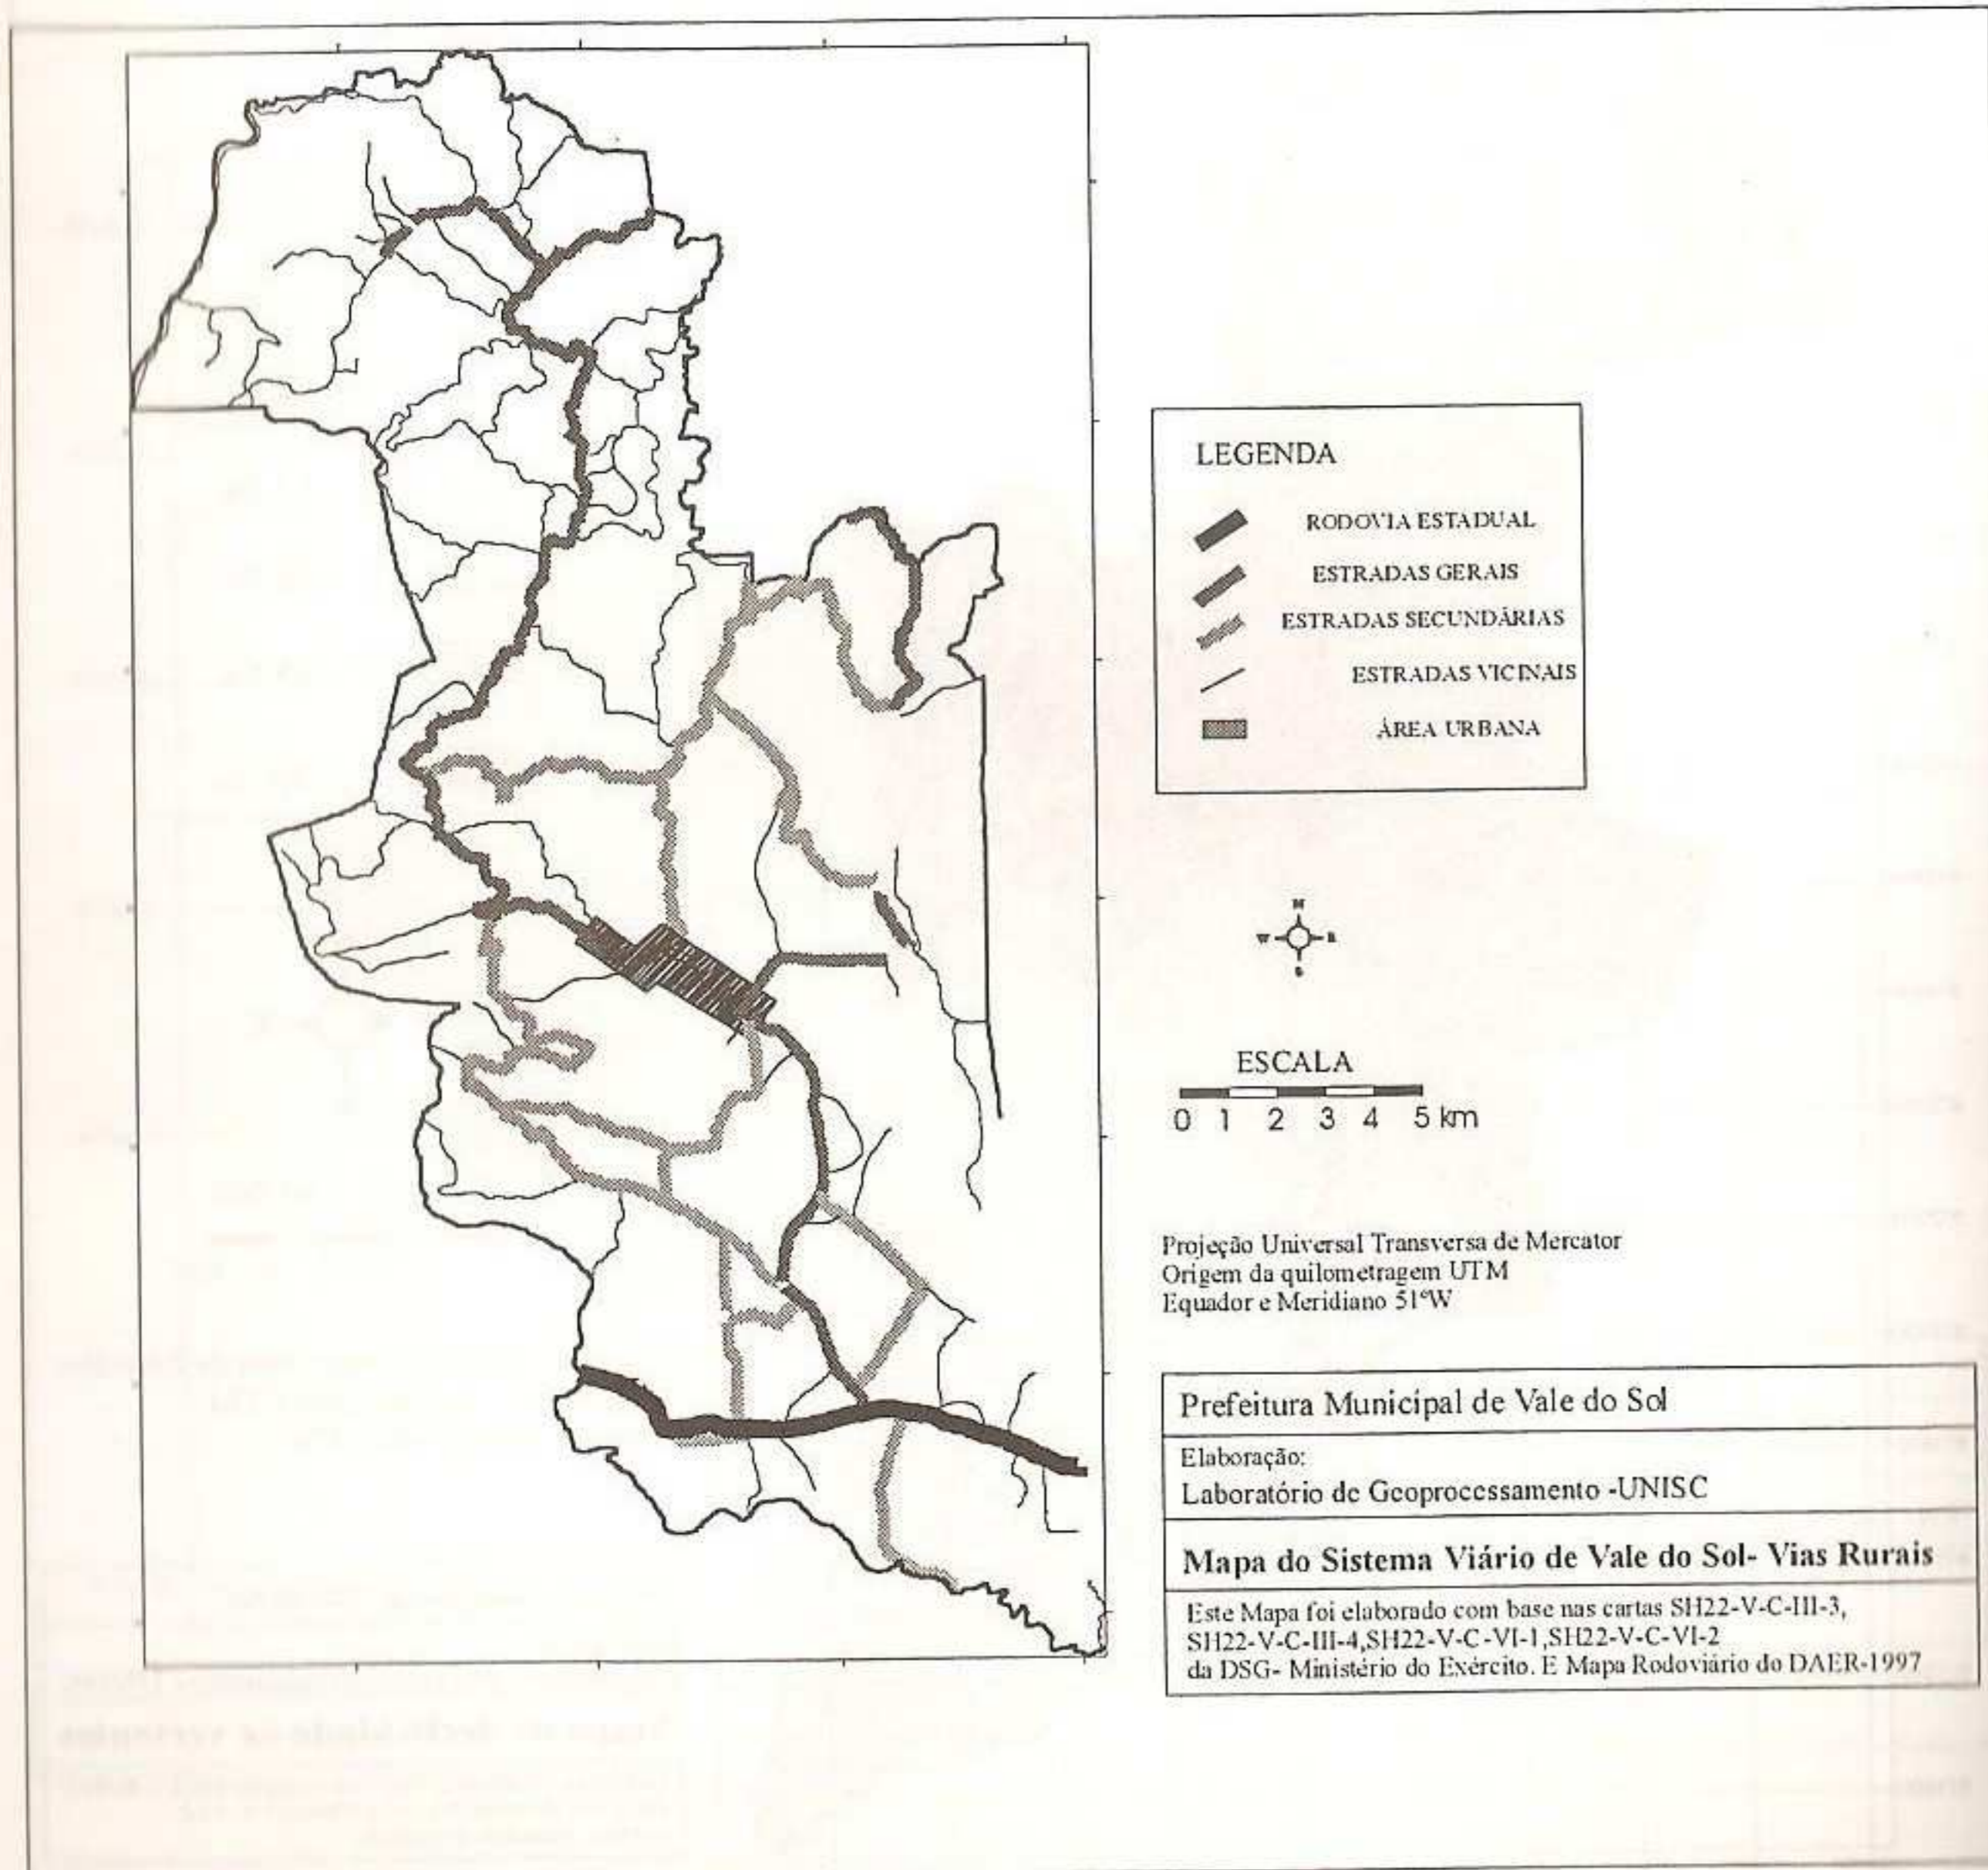 LEGENDA
RODOVIA ESTADUAL
ESTRADAS GERAIS
ESTRADAS SECUNDÁRIAS
ESTRADAS VICINAIS
ÁREA URBANA
N
W E
S
ESCALA
0 1 2 3 4 5 km
Projeção Universal Transversa de Mercator
Origem da quilometragem UTM
Equador e Meridiano 51°W
Prefeitura Municipal de Vale do Sol
Elaboração:
Laboratório de Geoprocessamento -UNISC
Mapa do Sistema Viário de Vale do Sol- Vias Rurais
Este Mapa foi elaborado com base nas cartas SH22-V-C-III-3,
SH22-V-C-III-4,SH22-V-C-VI-1,SH22-V-C-VI-2
da DSG- Ministério do Exército. E Mapa Rodoviário do DAER-1997